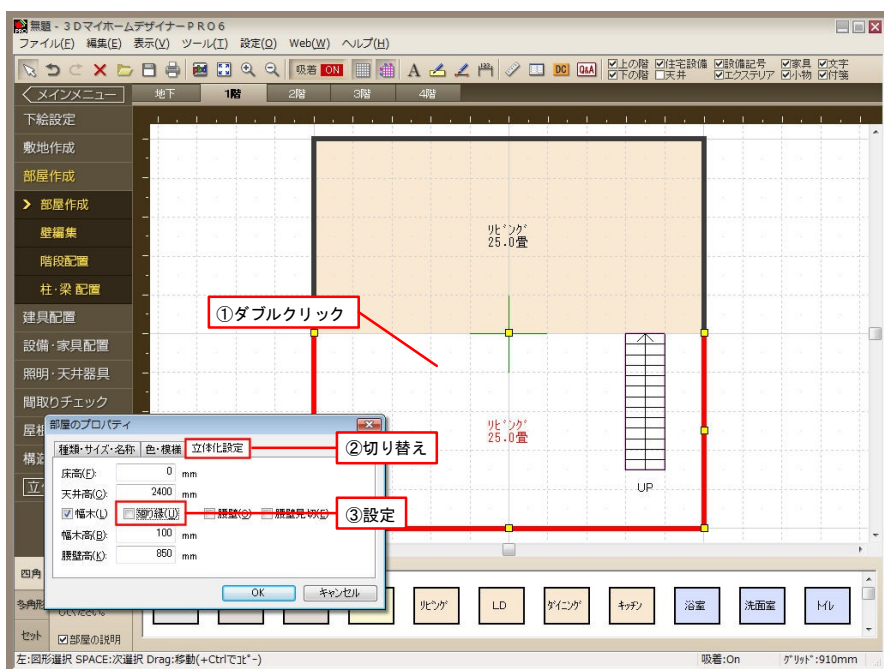 無題 - 3DマイホームデザイナーPRO6
ファイル(F) 編集(E) 表示(V) ツール(T) 設定(O) Web(W) ヘルプ(H)
吸着 ON
A
DC
Q&A
上の階 住宅設備 設備記号 家具 文字
下の階 天井 エクステリア 小物 付箋
メインメニュー
地下 1階 2階 3階 4階
下絵設定
敷地作成
部屋作成
部屋作成
壁編集
階段配置
柱・梁 配置
建具配置
設備・家具配置
照明・天井器具
間取りチェック
リビング
25.0畳
①ダブルクリック
リビング
25.0畳
UP
部屋のプロパティ
種類・サイズ・名称 色・模様 立体化設定
②切り替え
床高(F): 0 mm
天井高(C): 2400 mm
幅木(L) 廻り縁(U) 腰壁(O) 腰壁見切(E)
③設定
幅木高(B): 100 mm
腰壁高(K): 850 mm
OK キャンセル
四角
多角形
セット
部屋の説明
リビング LD ダイニング キッチン 浴室 洗面室 トイレ
左:図形選択 SPACE:次選択 Drag:移動(+Ctrlでコピー) 吸着:On グリッド:910mm